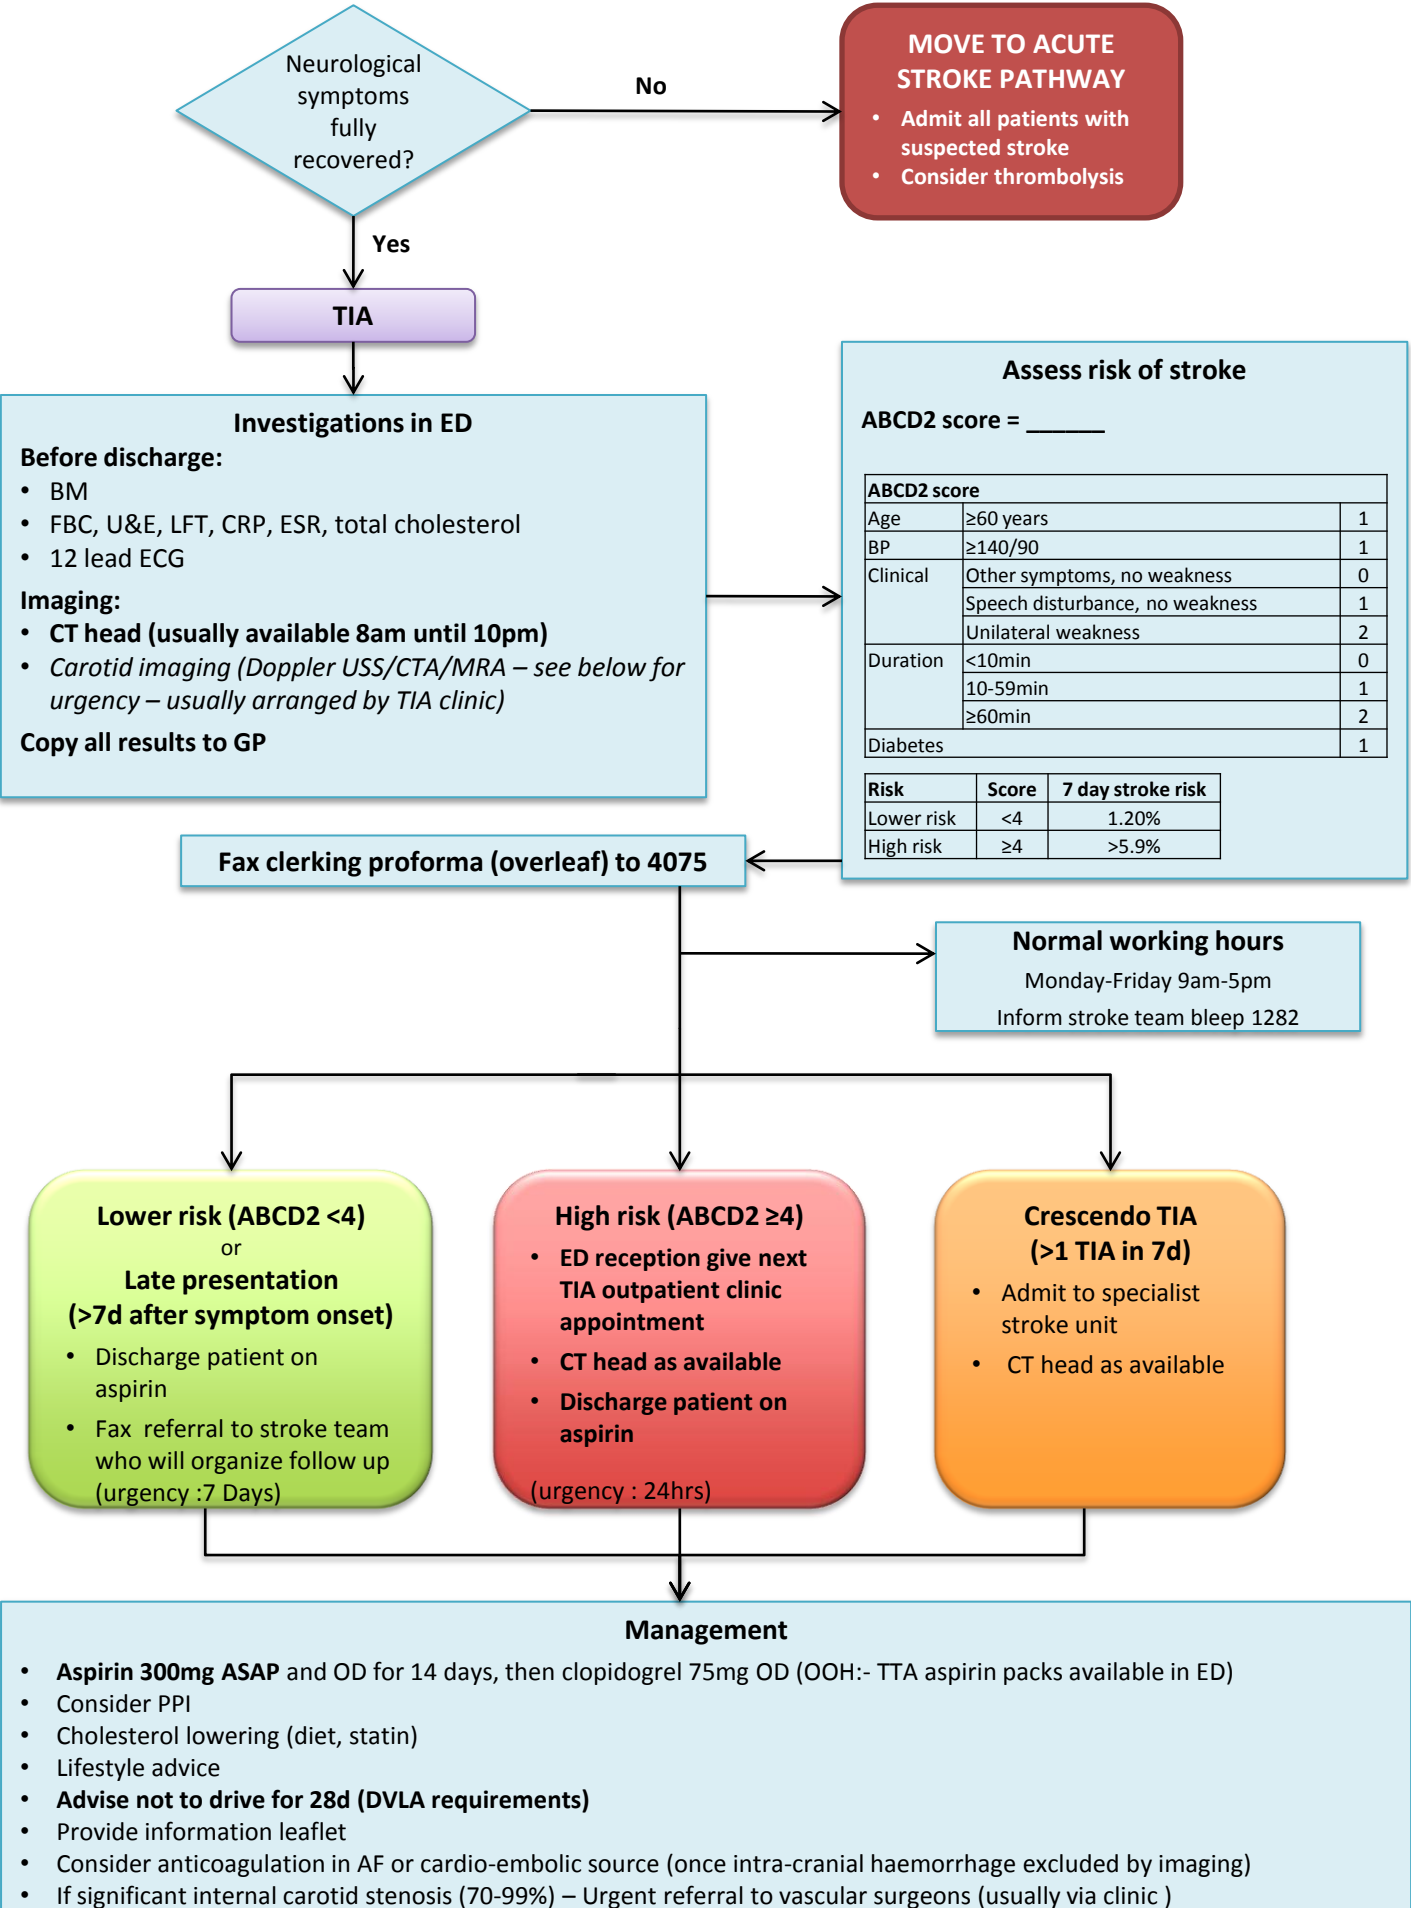 Neurological
symptoms
fully
recovered?
No
MOVE TO ACUTE
STROKE PATHWAY
• Admit all patients with
suspected stroke
• Consider thrombolysis
Yes
TIA
Investigations in ED
Before discharge:
• BM
• FBC, U&E, LFT, CRP, ESR, total cholesterol
• 12 lead ECG
Imaging:
• CT head (usually available 8am until 10pm)
• Carotid imaging (Doppler USS/CTA/MRA – see below for
urgency – usually arranged by TIA clinic)
Copy all results to GP
Assess risk of stroke
ABCD2 score = ______
ABCD2 score
Age ≥60 years 1
BP ≥140/90 1
Clinical Other symptoms, no weakness 0
Speech disturbance, no weakness 1
Unilateral weakness 2
Duration <10min 0
10-59min 1
≥60min 2
Diabetes 1
Risk Score 7 day stroke risk
Lower risk <4 1.20%
High risk ≥4 >5.9%
Fax clerking proforma (overleaf) to 4075
Normal working hours
Monday-Friday 9am-5pm
Inform stroke team bleep 1282
Lower risk (ABCD2 <4)
or
Late presentation
(>7d after symptom onset)
• Discharge patient on
aspirin
• Fax referral to stroke team
who will organize follow up
(urgency :7 Days)
High risk (ABCD2 ≥4)
• ED reception give next
TIA outpatient clinic
appointment
• CT head as available
• Discharge patient on
aspirin
(urgency : 24hrs)
Crescendo TIA
(>1 TIA in 7d)
• Admit to specialist
stroke unit
• CT head as available
Management
• Aspirin 300mg ASAP and OD for 14 days, then clopidogrel 75mg OD (OOH:- TTA aspirin packs available in ED)
• Consider PPI
• Cholesterol lowering (diet, statin)
• Lifestyle advice
• Advise not to drive for 28d (DVLA requirements)
• Provide information leaflet
• Consider anticoagulation in AF or cardio-embolic source (once intra-cranial haemorrhage excluded by imaging)
• If significant internal carotid stenosis (70-99%) – Urgent referral to vascular surgeons (usually via clinic )